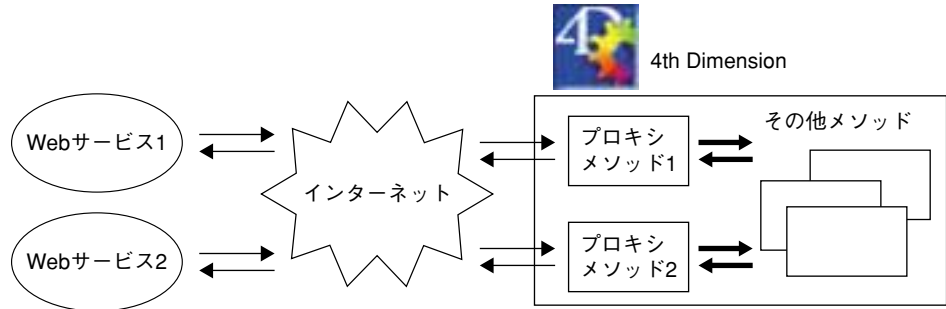 4D
4th Dimension
Webサービス1
インターネット
プロキシ
メソッド1
その他メソッド
Webサービス2
プロキシ
メソッド2